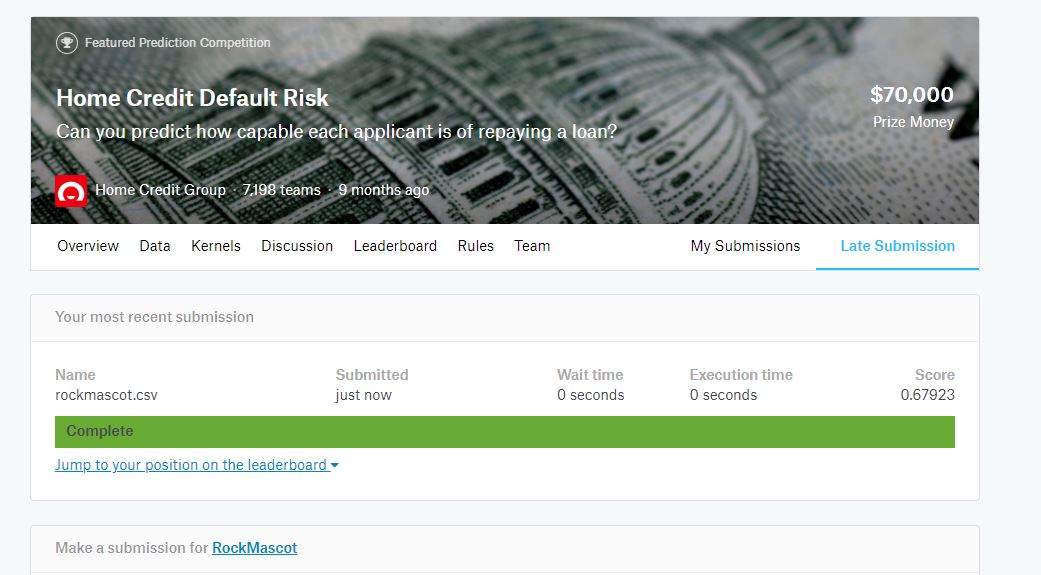 Featured Prediction Competition
Home Credit Default Risk
Can you predict how capable each applicant is of repaying a loan?
$70,000
Prize Money
Home Credit Group · 7,198 teams · 9 months ago
Overview Data Kernels Discussion Leaderboard Rules Team My Submissions Late Submission
Your most recent submission
Name Submitted Wait time Execution time Score
rockmascot.csv just now 0 seconds 0 seconds 0.67923
Complete
Jump to your position on the leaderboard
Make a submission for RockMascot